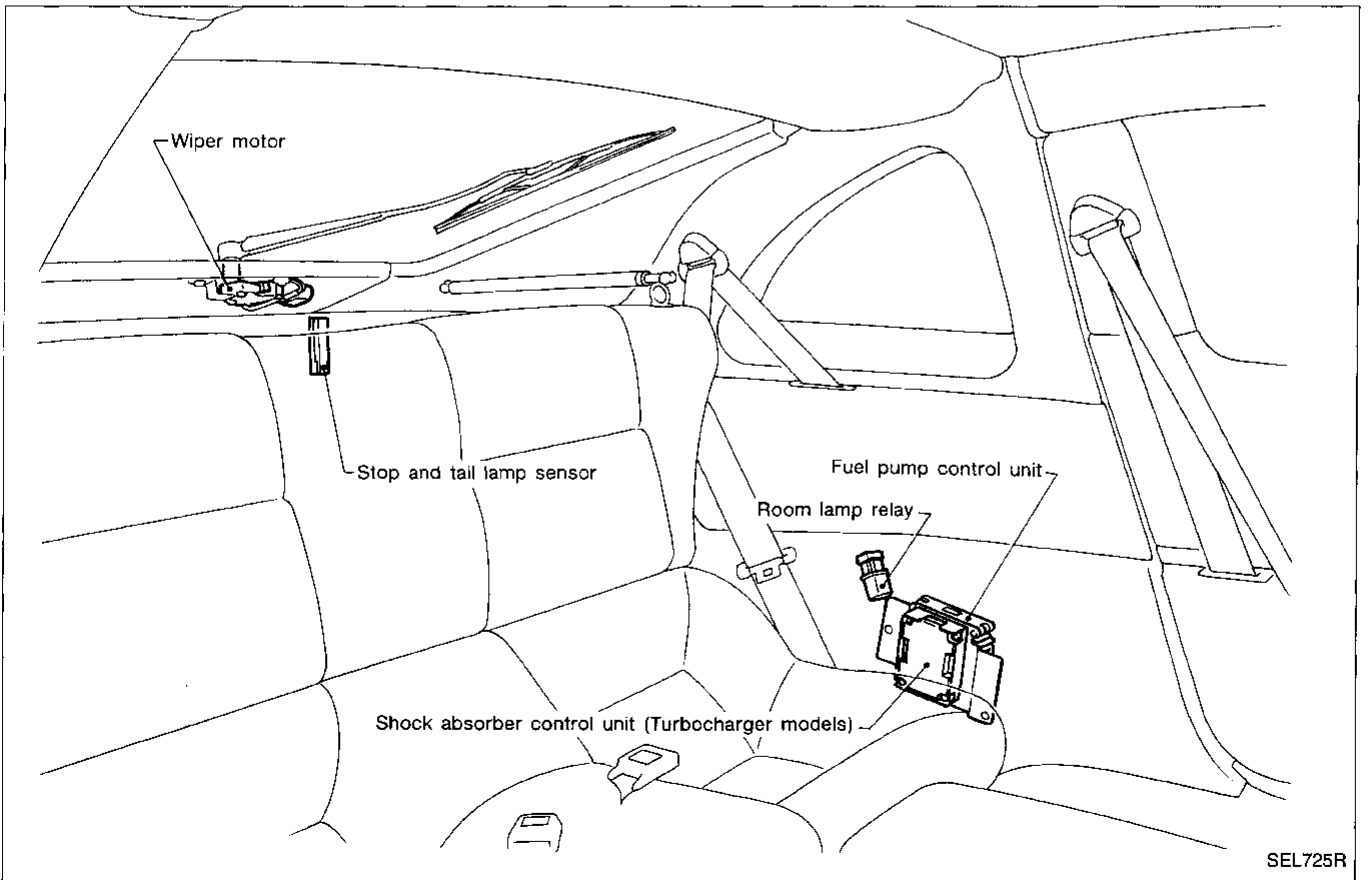 Wiper motor
Stop and tail lamp sensor
Fuel pump control unit
Room lamp relay
Shock absorber control unit (Turbocharger models)
SEL725R